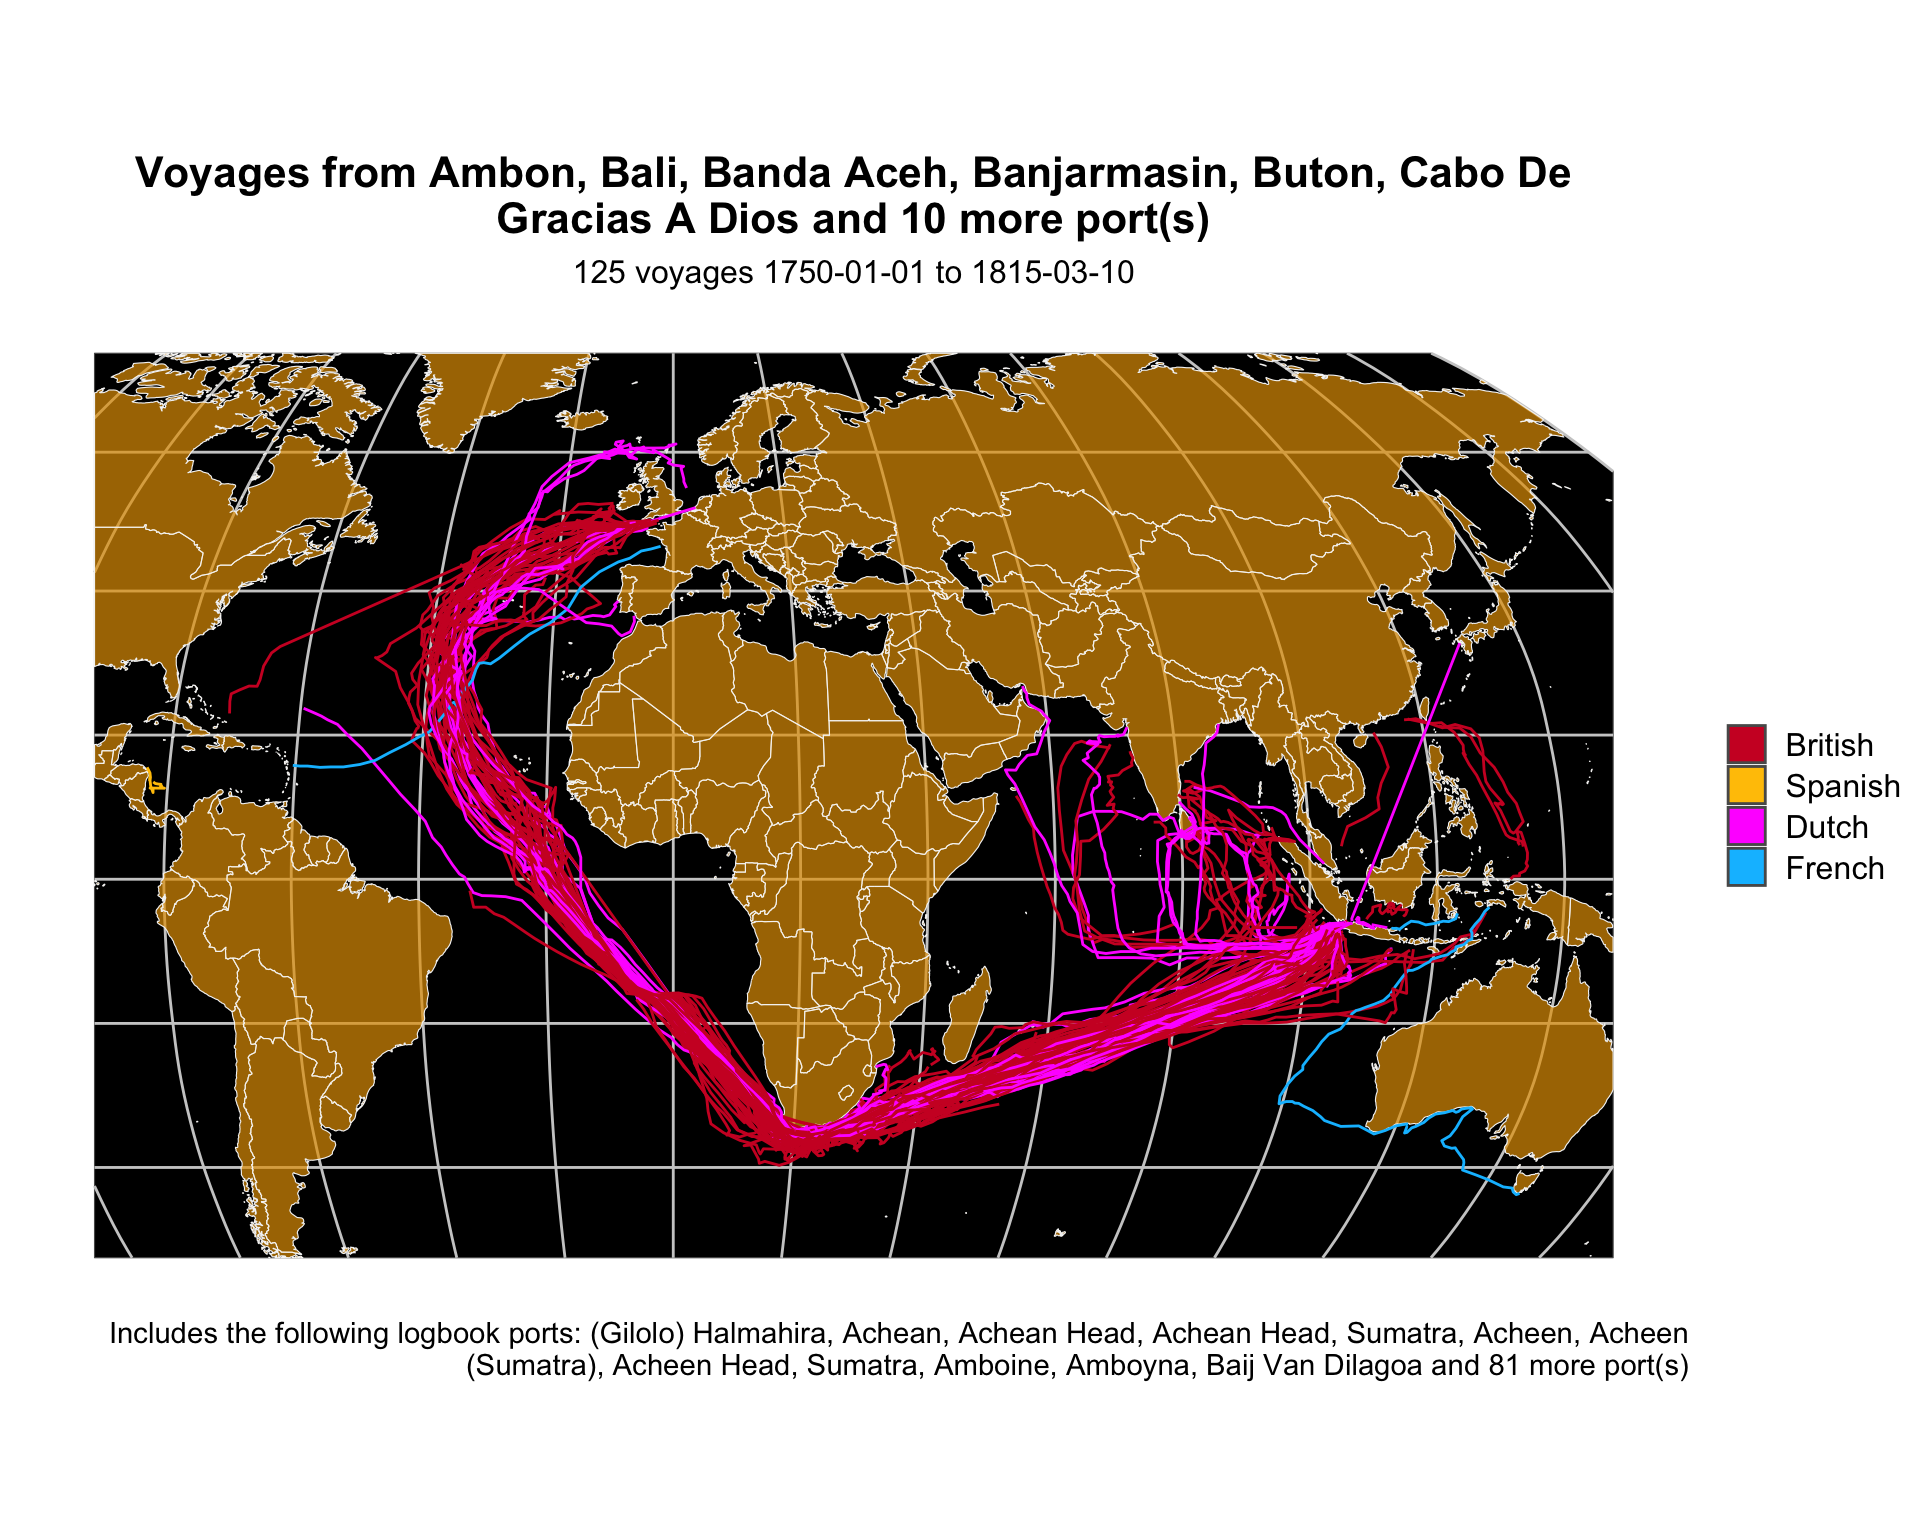 Voyages from Ambon, Bali, Banda Aceh, Banjarmasin, Buton, Cabo De
Gracias A Dios and 10 more port(s)
125 voyages 1750-01-01 to 1815-03-10
British
Spanish
Dutch
French
Includes the following logbook ports: (Gilolo) Halmahira, Achean, Achean Head, Achean Head, Sumatra, Acheen, Acheen
(Sumatra), Acheen Head, Sumatra, Amboine, Amboyna, Baij Van Dilagoa and 81 more port(s)